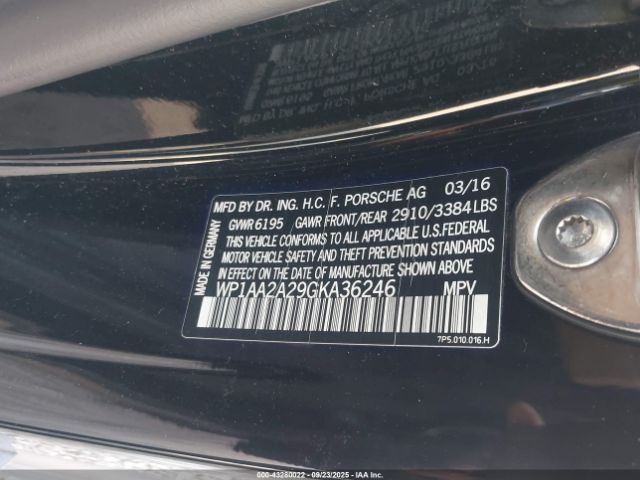 MFD BY DR. ING. H.C. F. PORSCHE AG 03/16
GVWR 6195 GAWR FRONT/REAR 2910/3384 LBS
THIS VEHICLE CONFORMS TO ALL APPLICABLE U.S. FEDERAL
MOTOR VEHICLE SAFETY AND THEFT PREVENTION STANDARDS
IN EFFECT ON THE DATE OF MANUFACTURE SHOWN ABOVE
WP1AA2A29GKA36246 MPV
MADE IN GERMANY
7P5.010.016.H
000-43280022 - 09/23/2025 - IAAI.com